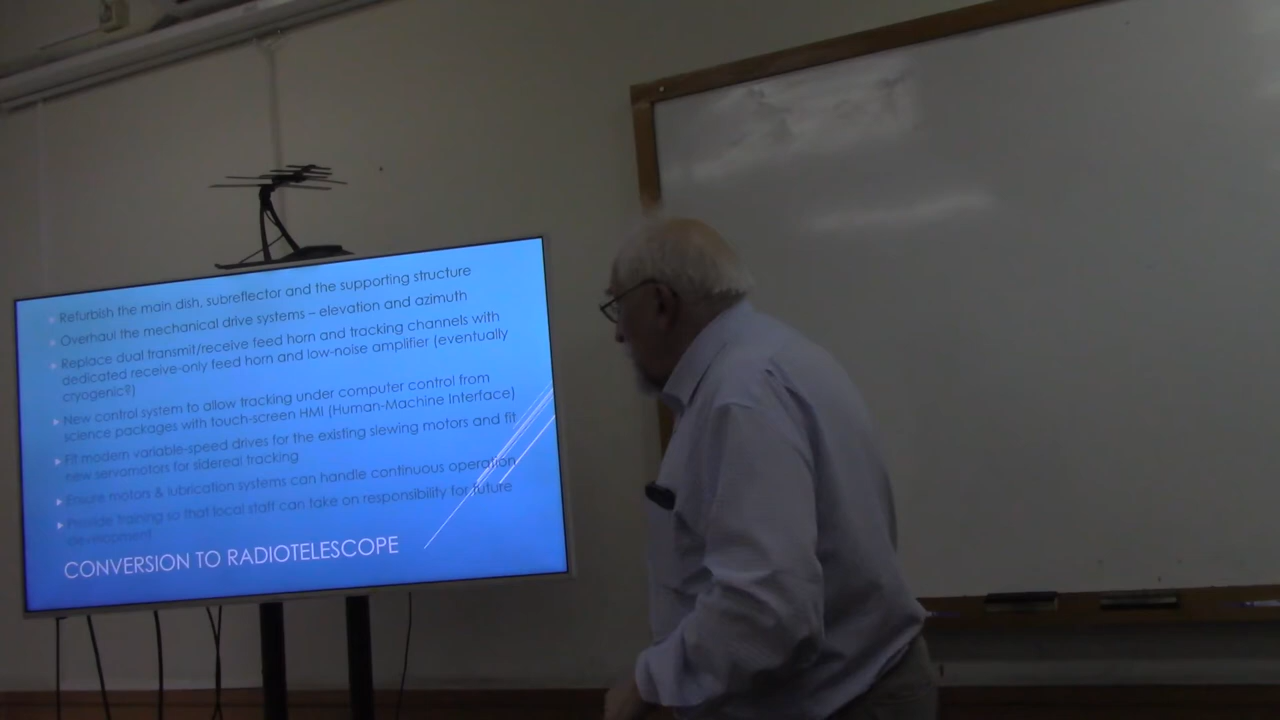 Refurbish the main dish, subreflector and the supporting structure
Overhaul the mechanical drive systems – elevation and azimuth
Replace dual transmit/receive feed horn and tracking channels with
dedicated receive-only feed horn and low-noise amplifier (eventually
cryogenic?)
New control system to allow tracking under computer control from
science packages with touch-screen HMI (Human-Machine Interface)
Fit modern variable-speed drives for the existing slewing motors and fit
new servomotors for sidereal tracking
Ensure motors & lubrication systems can handle continuous operation
Provide training so that local staff can take on responsibility for future
development
CONVERSION TO RADIOTELESCOPE